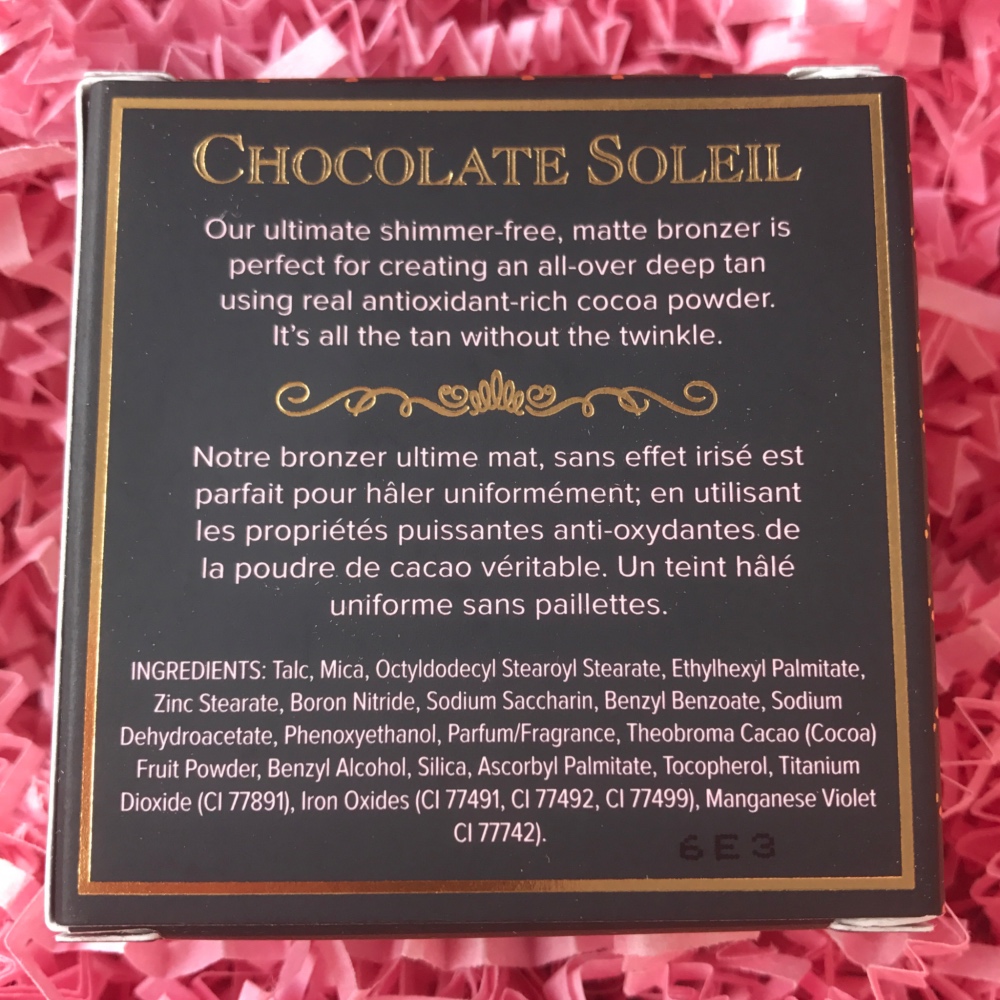 CHOCOLATE SOLEIL
Our ultimate shimmer-free, matte bronzer is
perfect for creating an all-over deep tan
using real antioxidant-rich cocoa powder.
It's all the tan without the twinkle.
Notre bronzer ultime mat, sans effet irisé est
parfait pour hâler uniformément; en utilisant
les propriétés puissantes anti-oxydantes de
la poudre de cacao véritable. Un teint hâlé
uniforme sans paillettes.
INGREDIENTS: Talc, Mica, Octyldodecyl Stearoyl Stearate, Ethylhexyl Palmitate,
Zinc Stearate, Boron Nitride, Sodium Saccharin, Benzyl Benzoate, Sodium
Dehydroacetate, Phenoxyethanol, Parfum/Fragrance, Theobroma Cacao (Cocoa)
Fruit Powder, Benzyl Alcohol, Silica, Ascorbyl Palmitate, Tocopherol, Titanium
Dioxide (CI 77891), Iron Oxides (CI 77491, CI 77492, CI 77499), Manganese Violet
CI 77742).
6E3